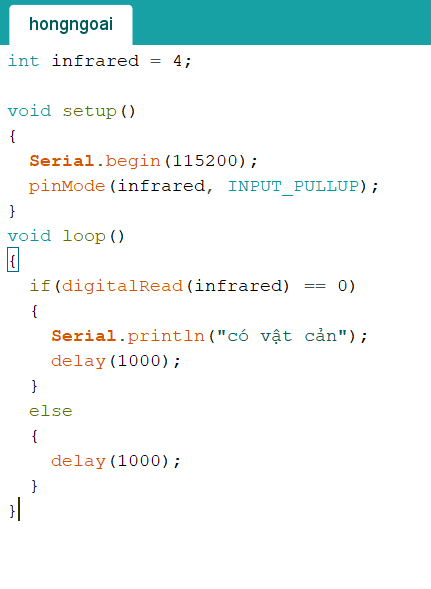 hongngoai
int infrared = 4;
void setup()
{
Serial.begin(115200);
pinMode(infrared, INPUT_PULLUP);
}
void loop()
{
if(digitalRead(infrared) == 0)
{
Serial.println("có vật cản");
delay(1000);
}
else
{
delay(1000);
}
}